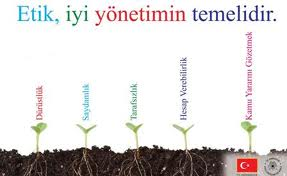 Etik, iyi yönetimin temelidir.
Dürüstlük
Saydamlık
Tarafsızlık
Hesap Verebilirlik
Kamu Yararını Gözetmek